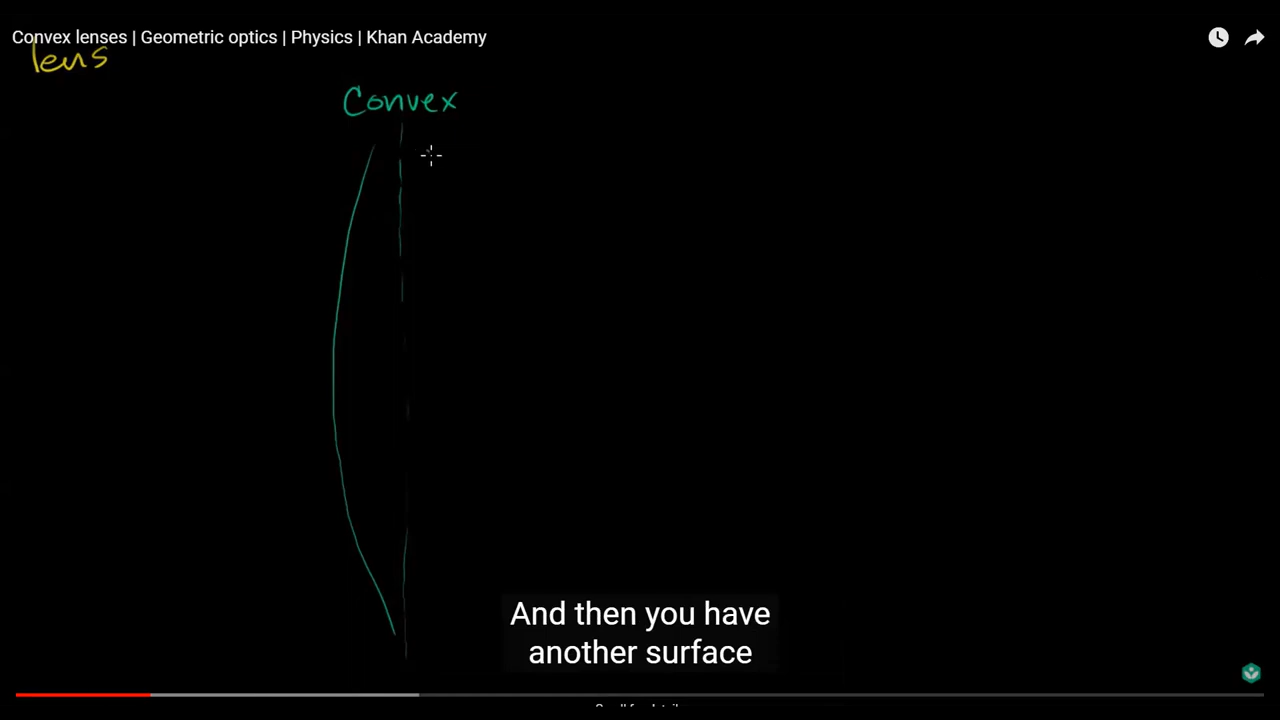 Convex lenses | Geometric optics | Physics | Khan Academy
lens
Convex
And then you have
another surface